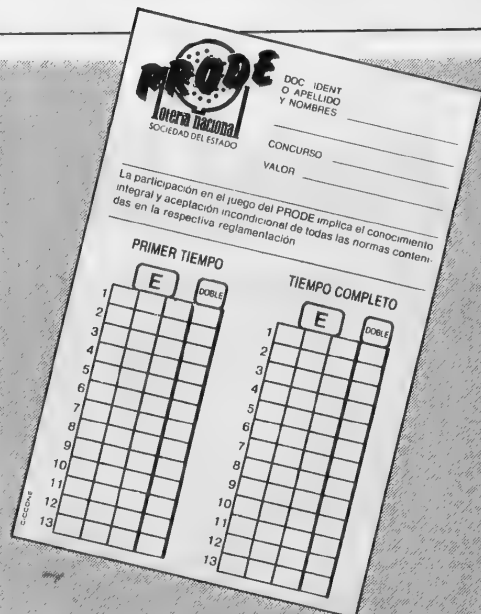 PRODE
lotería nacional
SOCIEDAD DEL ESTADO
DOC IDENT
O APELLIDO
Y NOMBRES
CONCURSO
VALOR
La participación en el juego del PRODE implica el conocimiento
integral y aceptación incondicional de todas las normas conteni-
das en la respectiva reglamentación
PRIMER TIEMPO
E DOBLE
1
2
3
4
5
6
7
8
9
10
11
12
13
TIEMPO COMPLETO
E DOBLE
1
2
3
4
5
6
7
8
9
10
11
12
13